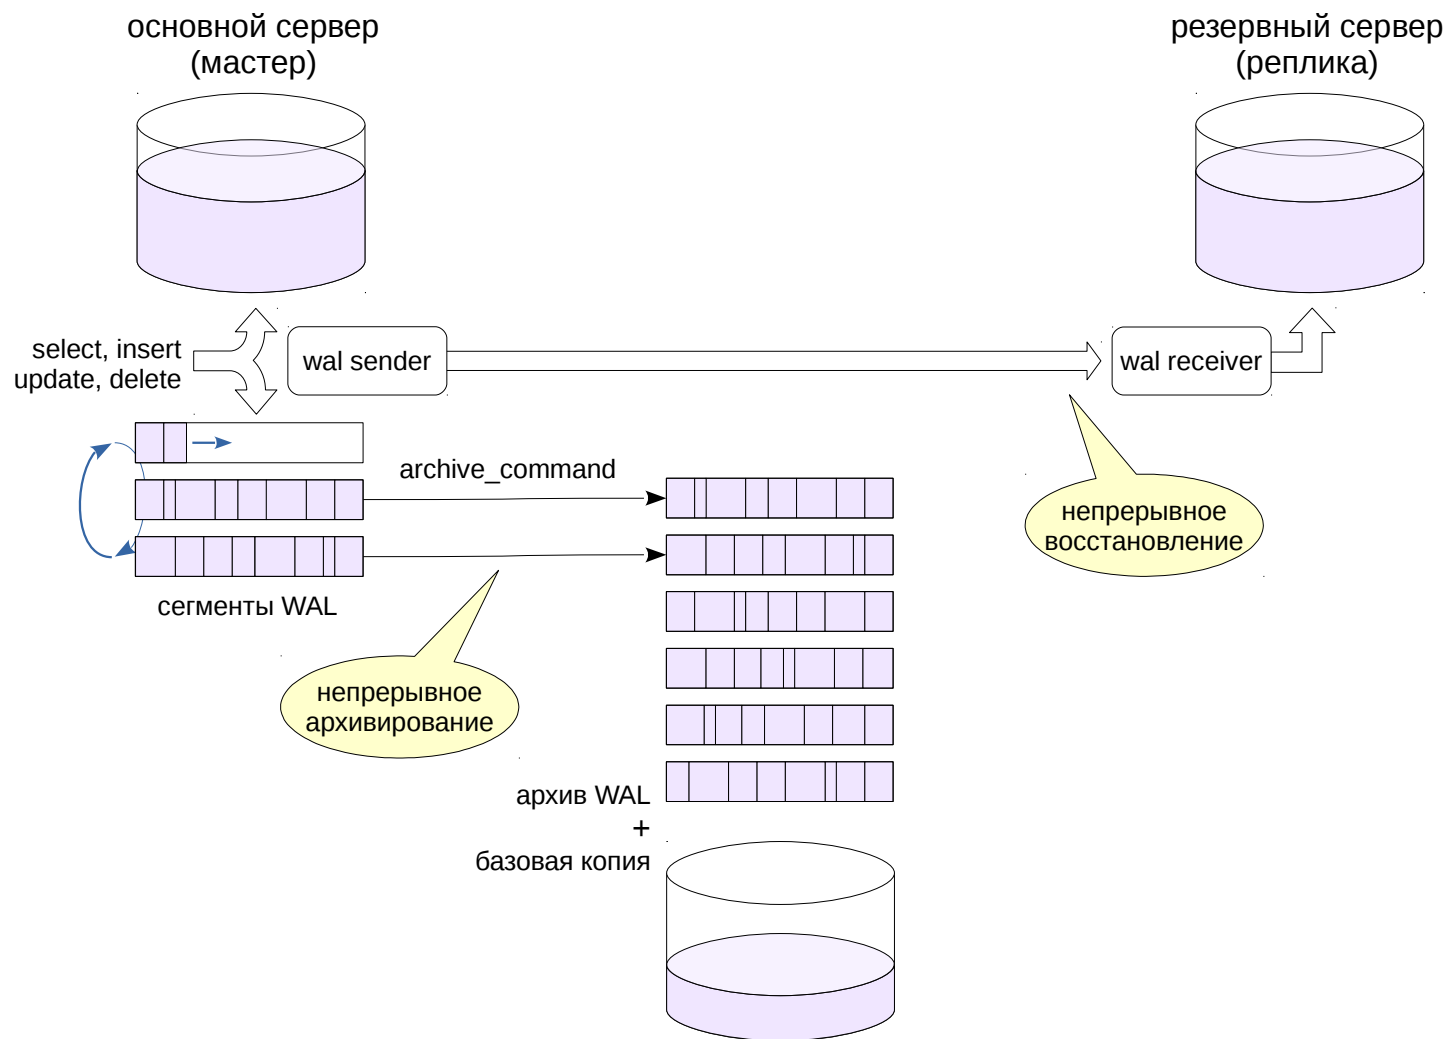 основной сервер
(мастер)
резервный сервер
(реплика)
select, insert
update, delete
wal sender
wal receiver
archive_command
непрерывное
восстановление
сегменты WAL
непрерывное
архивирование
архив WAL
+
базовая копия